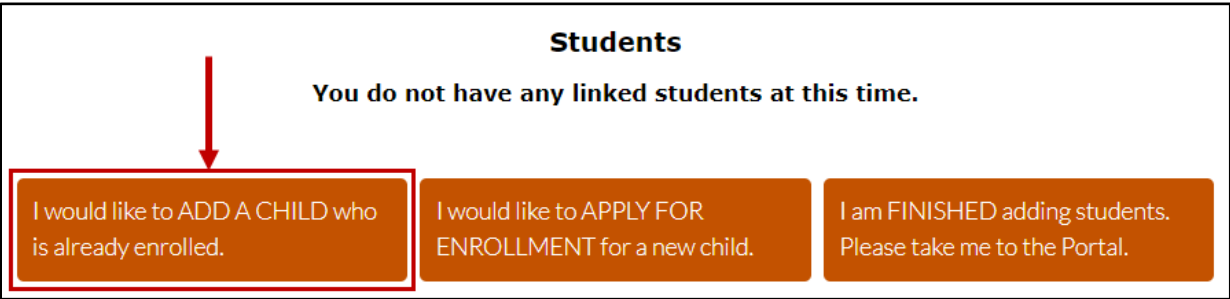 Students
You do not have any linked students at this time.
I would like to ADD A CHILD who
is already enrolled.
I would like to APPLY FOR
ENROLLMENT for a new child.
I am FINISHED adding students.
Please take me to the Portal.